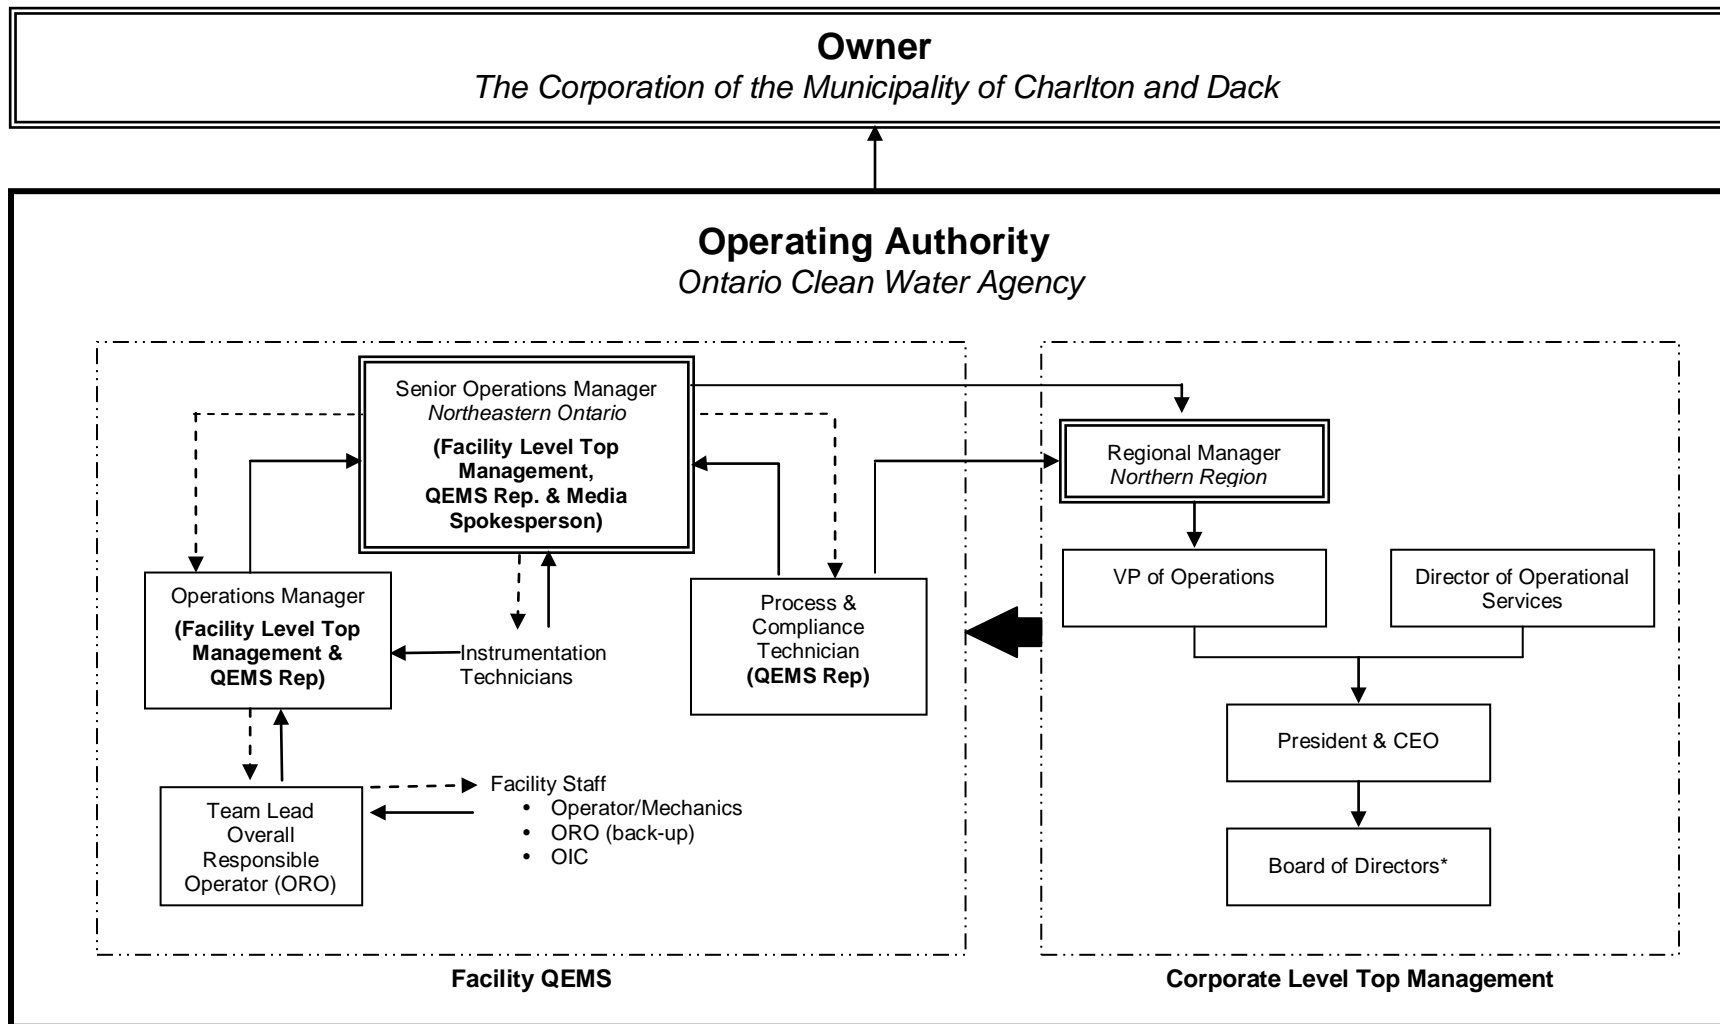 Owner
The Corporation of the Municipality of Charlton and Dack
Operating Authority
Ontario Clean Water Agency
Senior Operations Manager
Northeastern Ontario
(Facility Level Top
Management,
QEMS Rep. & Media
Spokesperson)
Operations Manager
(Facility Level Top
Management &
QEMS Rep)
Instrumentation
Technicians
Process &
Compliance
Technician
(QEMS Rep)
Team Lead
Overall
Responsible
Operator (ORO)
Facility Staff
• Operator/Mechanics
• ORO (back-up)
• OIC
Facility QEMS
Regional Manager
Northern Region
VP of Operations
Director of Operational
Services
President & CEO
Board of Directors*
Corporate Level Top Management